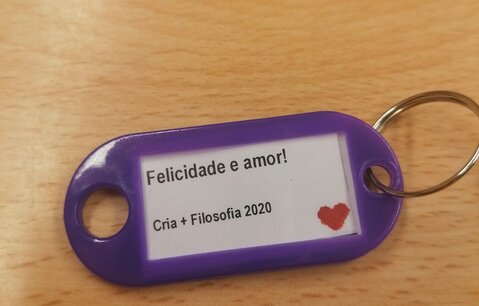 Felicidade e amor!
Cria + Filosofia 2020